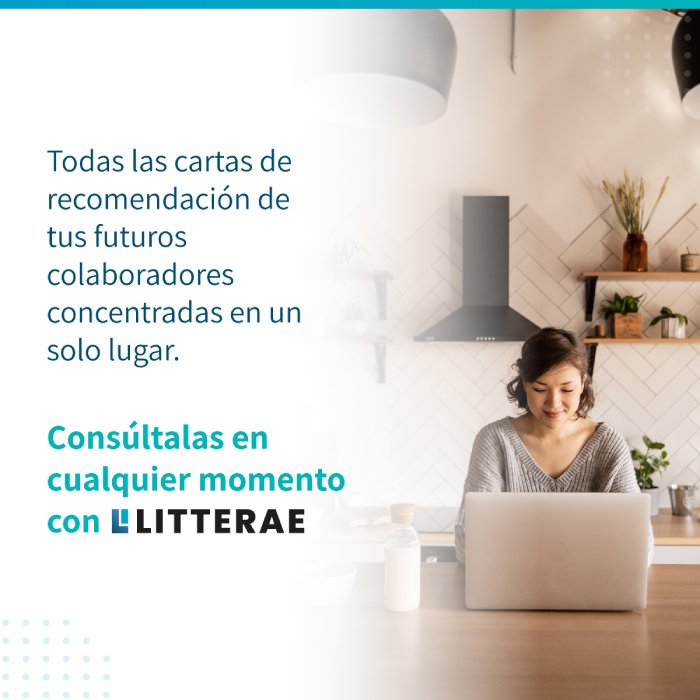 Todas las cartas de
recomendación de
tus futuros
colaboradores
concentradas en un
solo lugar.
Consúltalas en
cualquier momento
con LITTERAE